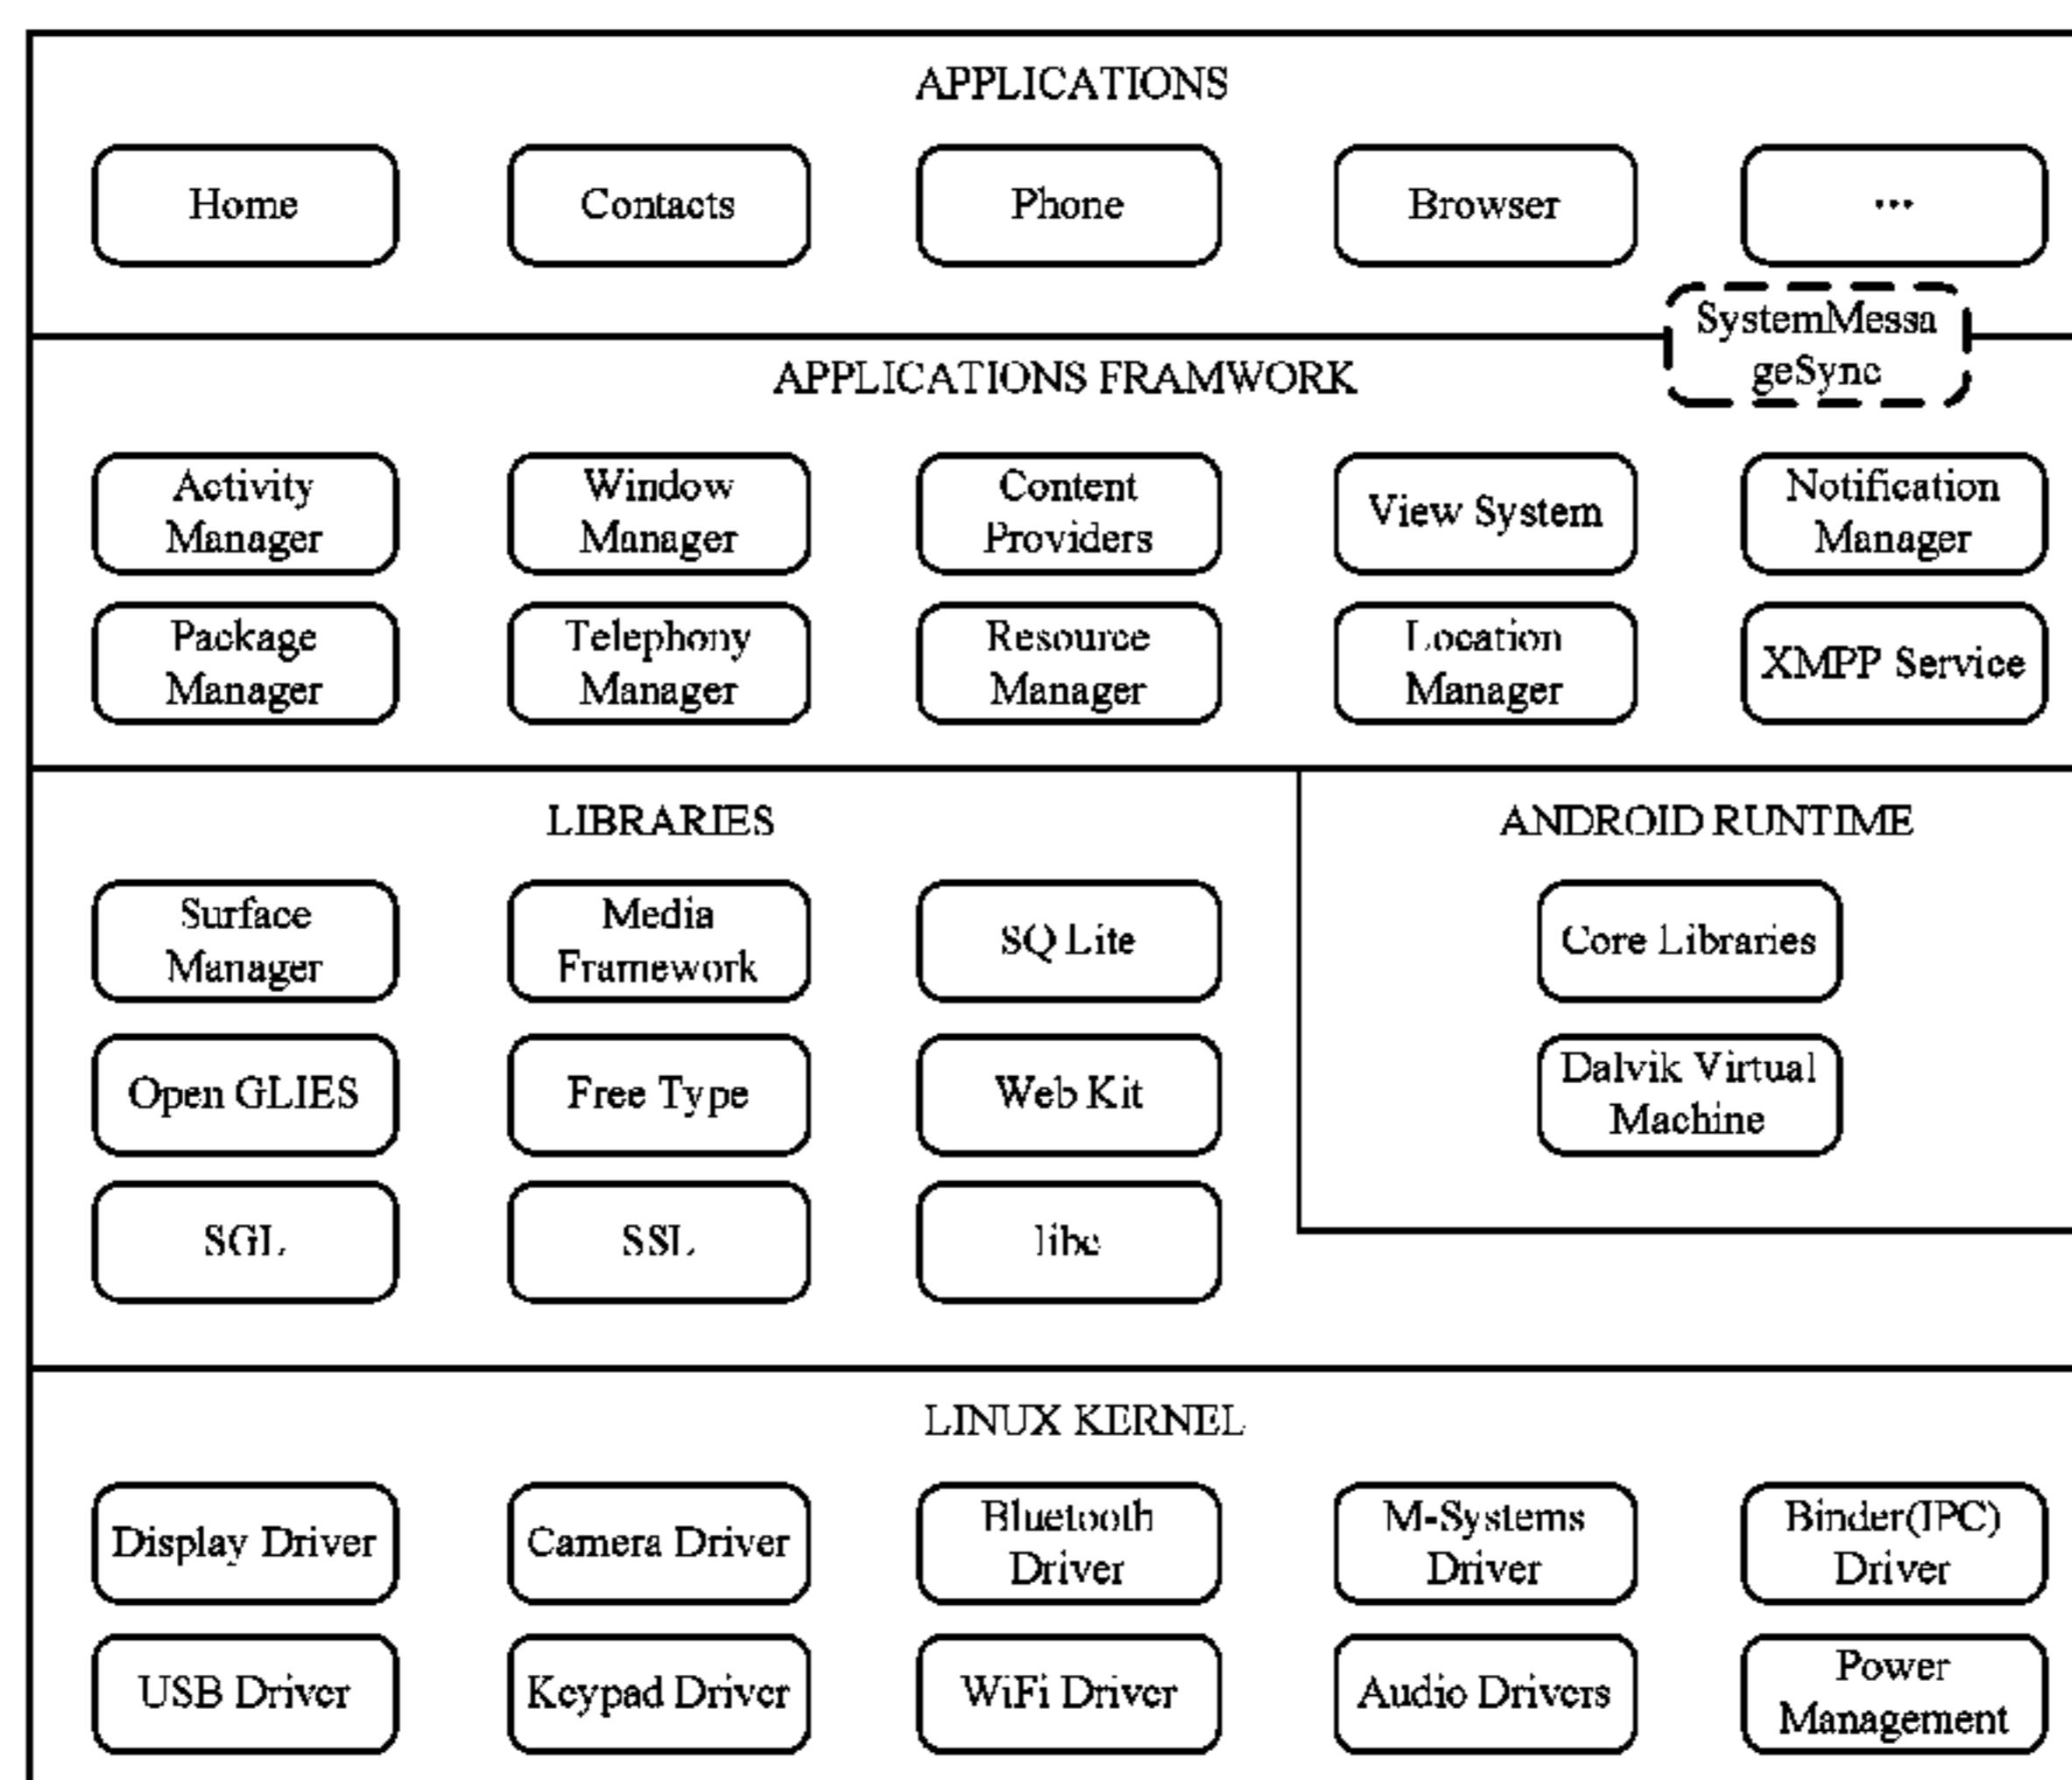 APPLICATIONS
Home
Contacts
Phone
Browser
...
SystemMessa
geSync
APPLICATIONS FRAMWORK
Activity
Manager
Window
Manager
Content
Providers
View System
Notification
Manager
Package
Manager
Telephony
Manager
Resource
Manager
Location
Manager
XMPP Service
LIBRARIES
Surface
Manager
Media
Framework
SQ Lite
Open GLIES
Free Type
Web Kit
SGL
SSL
libc
ANDROID RUNTIME
Core Libraries
Dalvik Virtual
Machine
LINUX KERNEL
Display Driver
Camera Driver
Bluetooth
Driver
M-Systems
Driver
Binder(IPC)
Driver
USB Driver
Keypad Driver
WiFi Driver
Audio Drivers
Power
Management